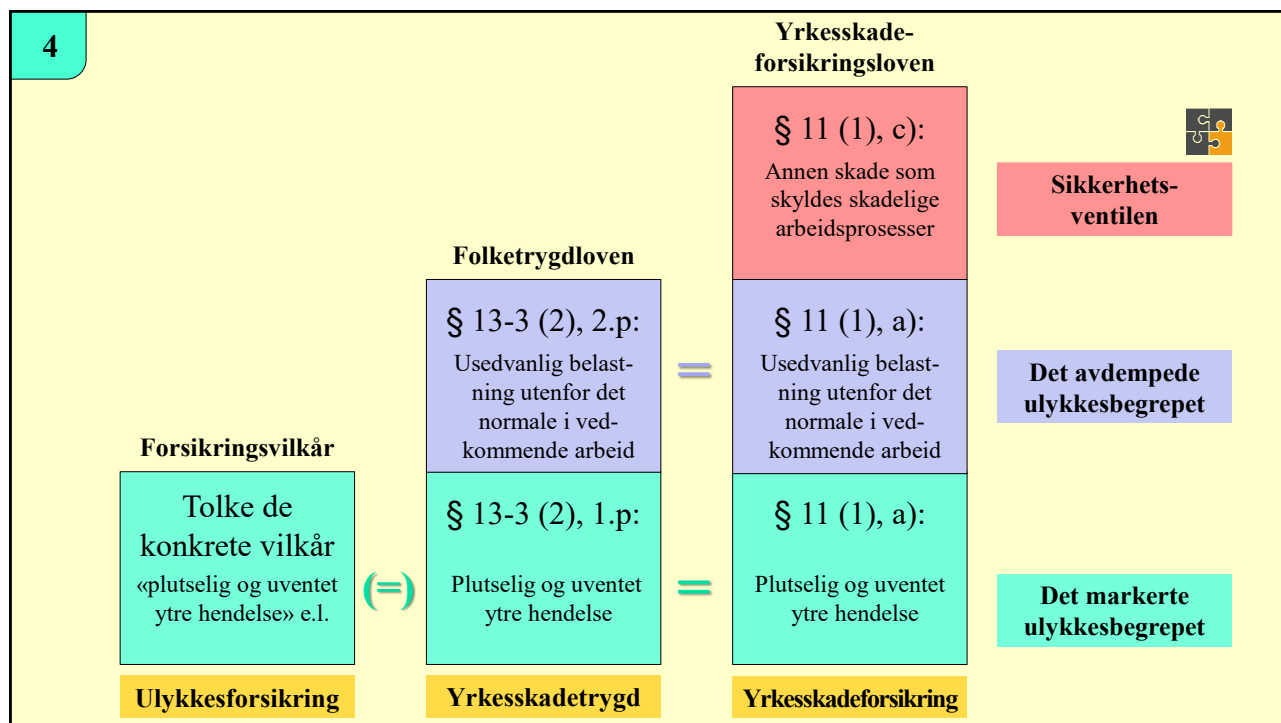 4
Yrkesskade-
forsikringsloven
§ 11 (1), c):
Annen skade som
skyldes skadelige
arbeidsprosesser
Sikkerhets-
ventilen
Folketrygdloven
§ 13-3 (2), 2.p:
Usedvanlig belast-
ning utenfor det
normale i ved-
kommende arbeid
=
§ 11 (1), a):
Usedvanlig belast-
ning utenfor det
normale i ved-
kommende arbeid
Det avdempede
ulykkesbegrepet
Forsikringsvilkår
Tolke de
konkrete vilkår
«plutselig og uventet
ytre hendelse» e.l.
(=)
§ 13-3 (2), 1.p:
Plutselig og uventet
ytre hendelse
=
§ 11 (1), a):
Plutselig og uventet
ytre hendelse
Det markerte
ulykkesbegrepet
Ulykkesforsikring
Yrkesskadetrygd
Yrkesskadeforsikring